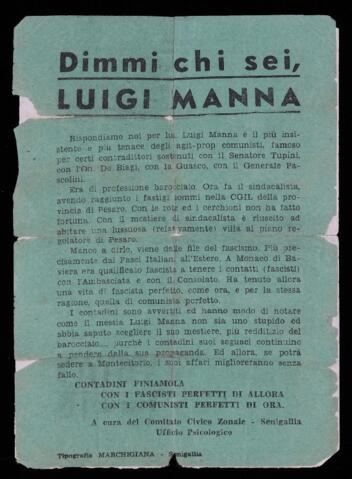 Dimmi chi sei,
LUIGI MANNA
Rispondiamo noi per lui. Luigi Manna è il più insi-
stente e più tenace degli agit-prop comunisti, famoso
per certi contraddittori sostenuti con il Senatore Tupini,
con l'On. De Biagi, con la Guasco, con il Generale Pa-
scolini.
Era di professione barocciaio. Ora fa il sindacalista,
avendo raggiunto i fastigi sommi nella CGIL della pro-
vincia di Pesaro. Con le rote ed i cerchioni non ha fatto
fortuna. Con il mestiere di sindacalista è riuscito ad
abitare una lussuosa (relativamente) villa al piano re-
golatore di Pesaro.
Manco a dirlo, viene dalle file del fascismo. Più pre-
cisamente dai Fasci Italiani all'Estero. A Monaco di Ba-
viera era qualificato fascista a tenere i contatti (fascisti)
con l'Ambasciata e con il Consolato. Ha tenuto allora
una vita di fascista perfetto, come ora, e per la stessa
ragione, quella di comunista perfetto.
I contadini sono avvertiti ed hanno modo di notare
come il messia Luigi Manna non sia uno stupido ed
abbia saputo scegliere il suo mestiere, più redditizio del
barocciaio.... purchè i contadini suoi seguaci continuino
a pendere dalla sua propaganda. Ed allora, se potrà
sedere a Montecitorio, i suoi affari miglioreranno senza
fallo.
CONTADINI FINIAMOLA
CON I FASCISTI PERFETTI DI ALLORA
CON I COMUNISTI PERFETTI DI ORA.
A cura del Comitato Civico Zonale - Senigallia
Ufficio Psicologico
Tipografia MARCHIGIANA - Senigallia